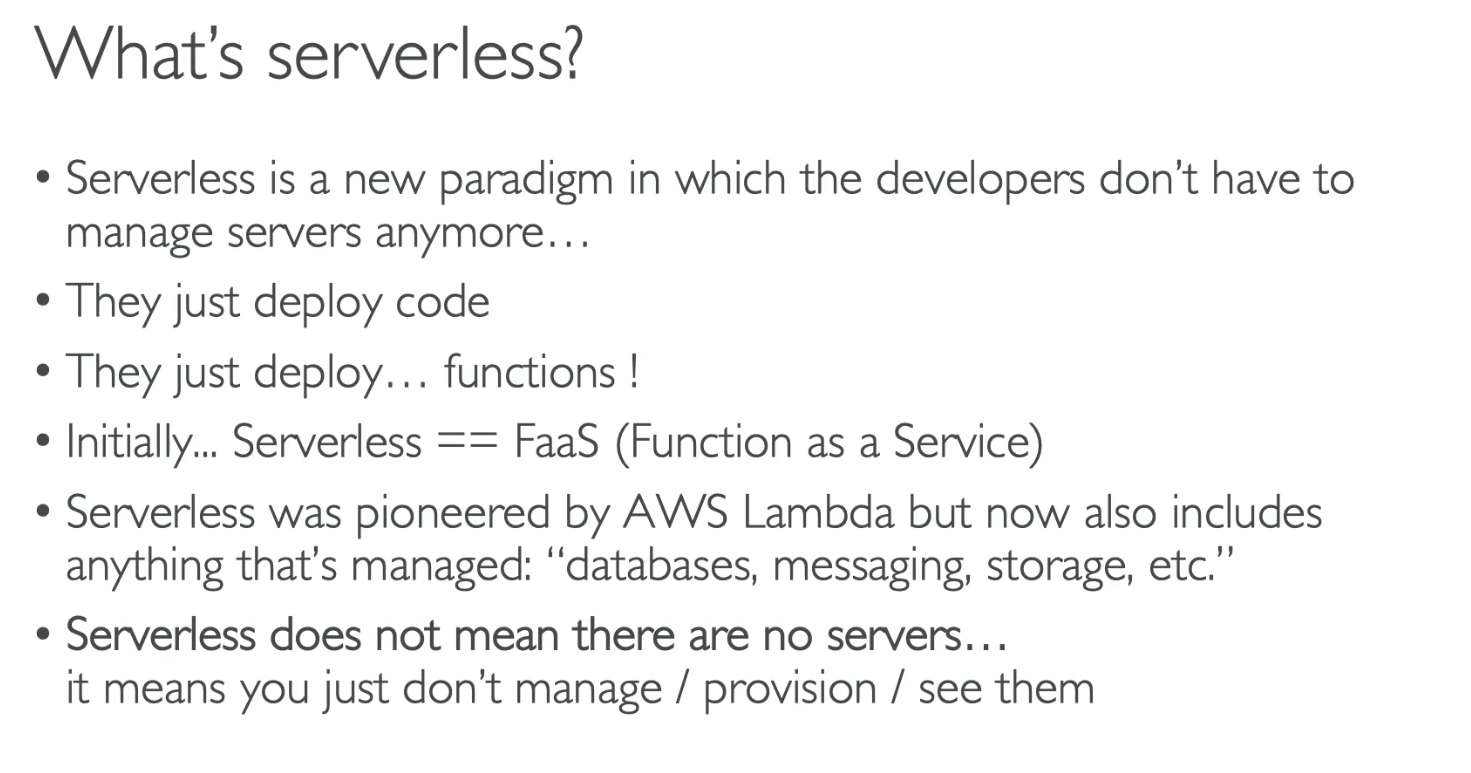 What’s serverless?
• Serverless is a new paradigm in which the developers don’t have to
manage servers anymore…
• They just deploy code
• They just deploy… functions !
• Initially... Serverless == FaaS (Function as a Service)
• Serverless was pioneered by AWS Lambda but now also includes
anything that’s managed: “databases, messaging, storage, etc.”
• Serverless does not mean there are no servers…
it means you just don’t manage / provision / see them